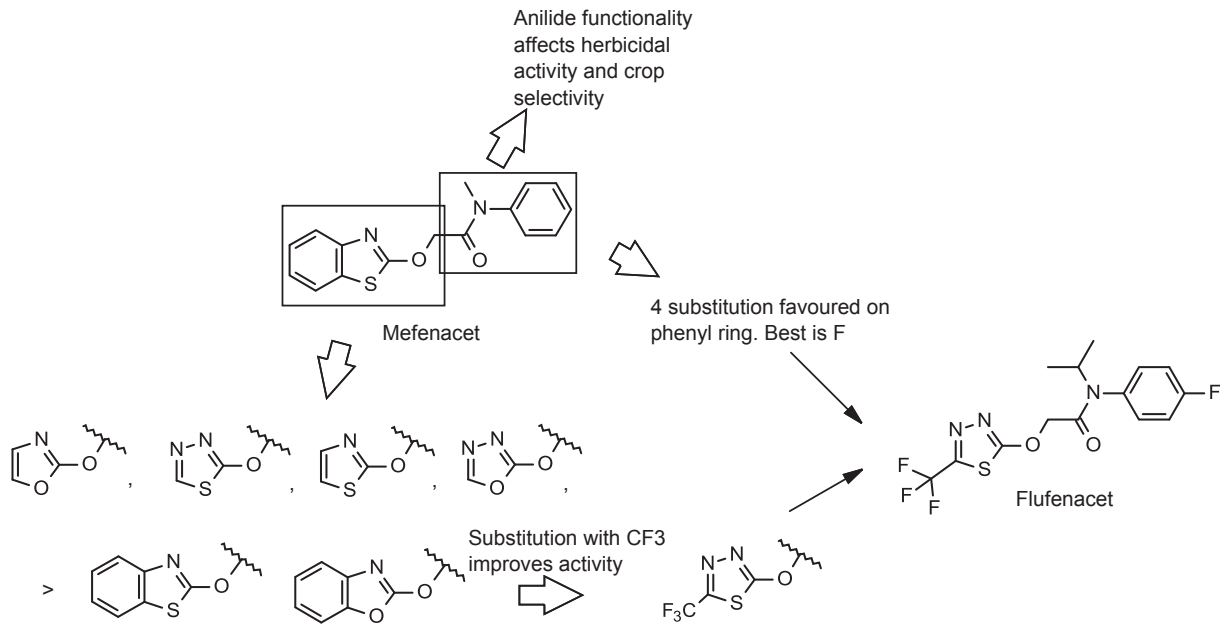 Anilide functionality
affects herbicidal
activity and crop
selectivity
N
N
S
O
O
Mefenacet
4 substitution favoured on
phenyl ring. Best is F
N
O
O
,
N
N
S
O
,
N
S
O
,
N
N
O
O
,
>
N
S
O
N
O
O
Substitution with CF3
improves activity
N
N
S
O
F3C
N
F
O
N
N
O
S
F
F
F
Flufenacet